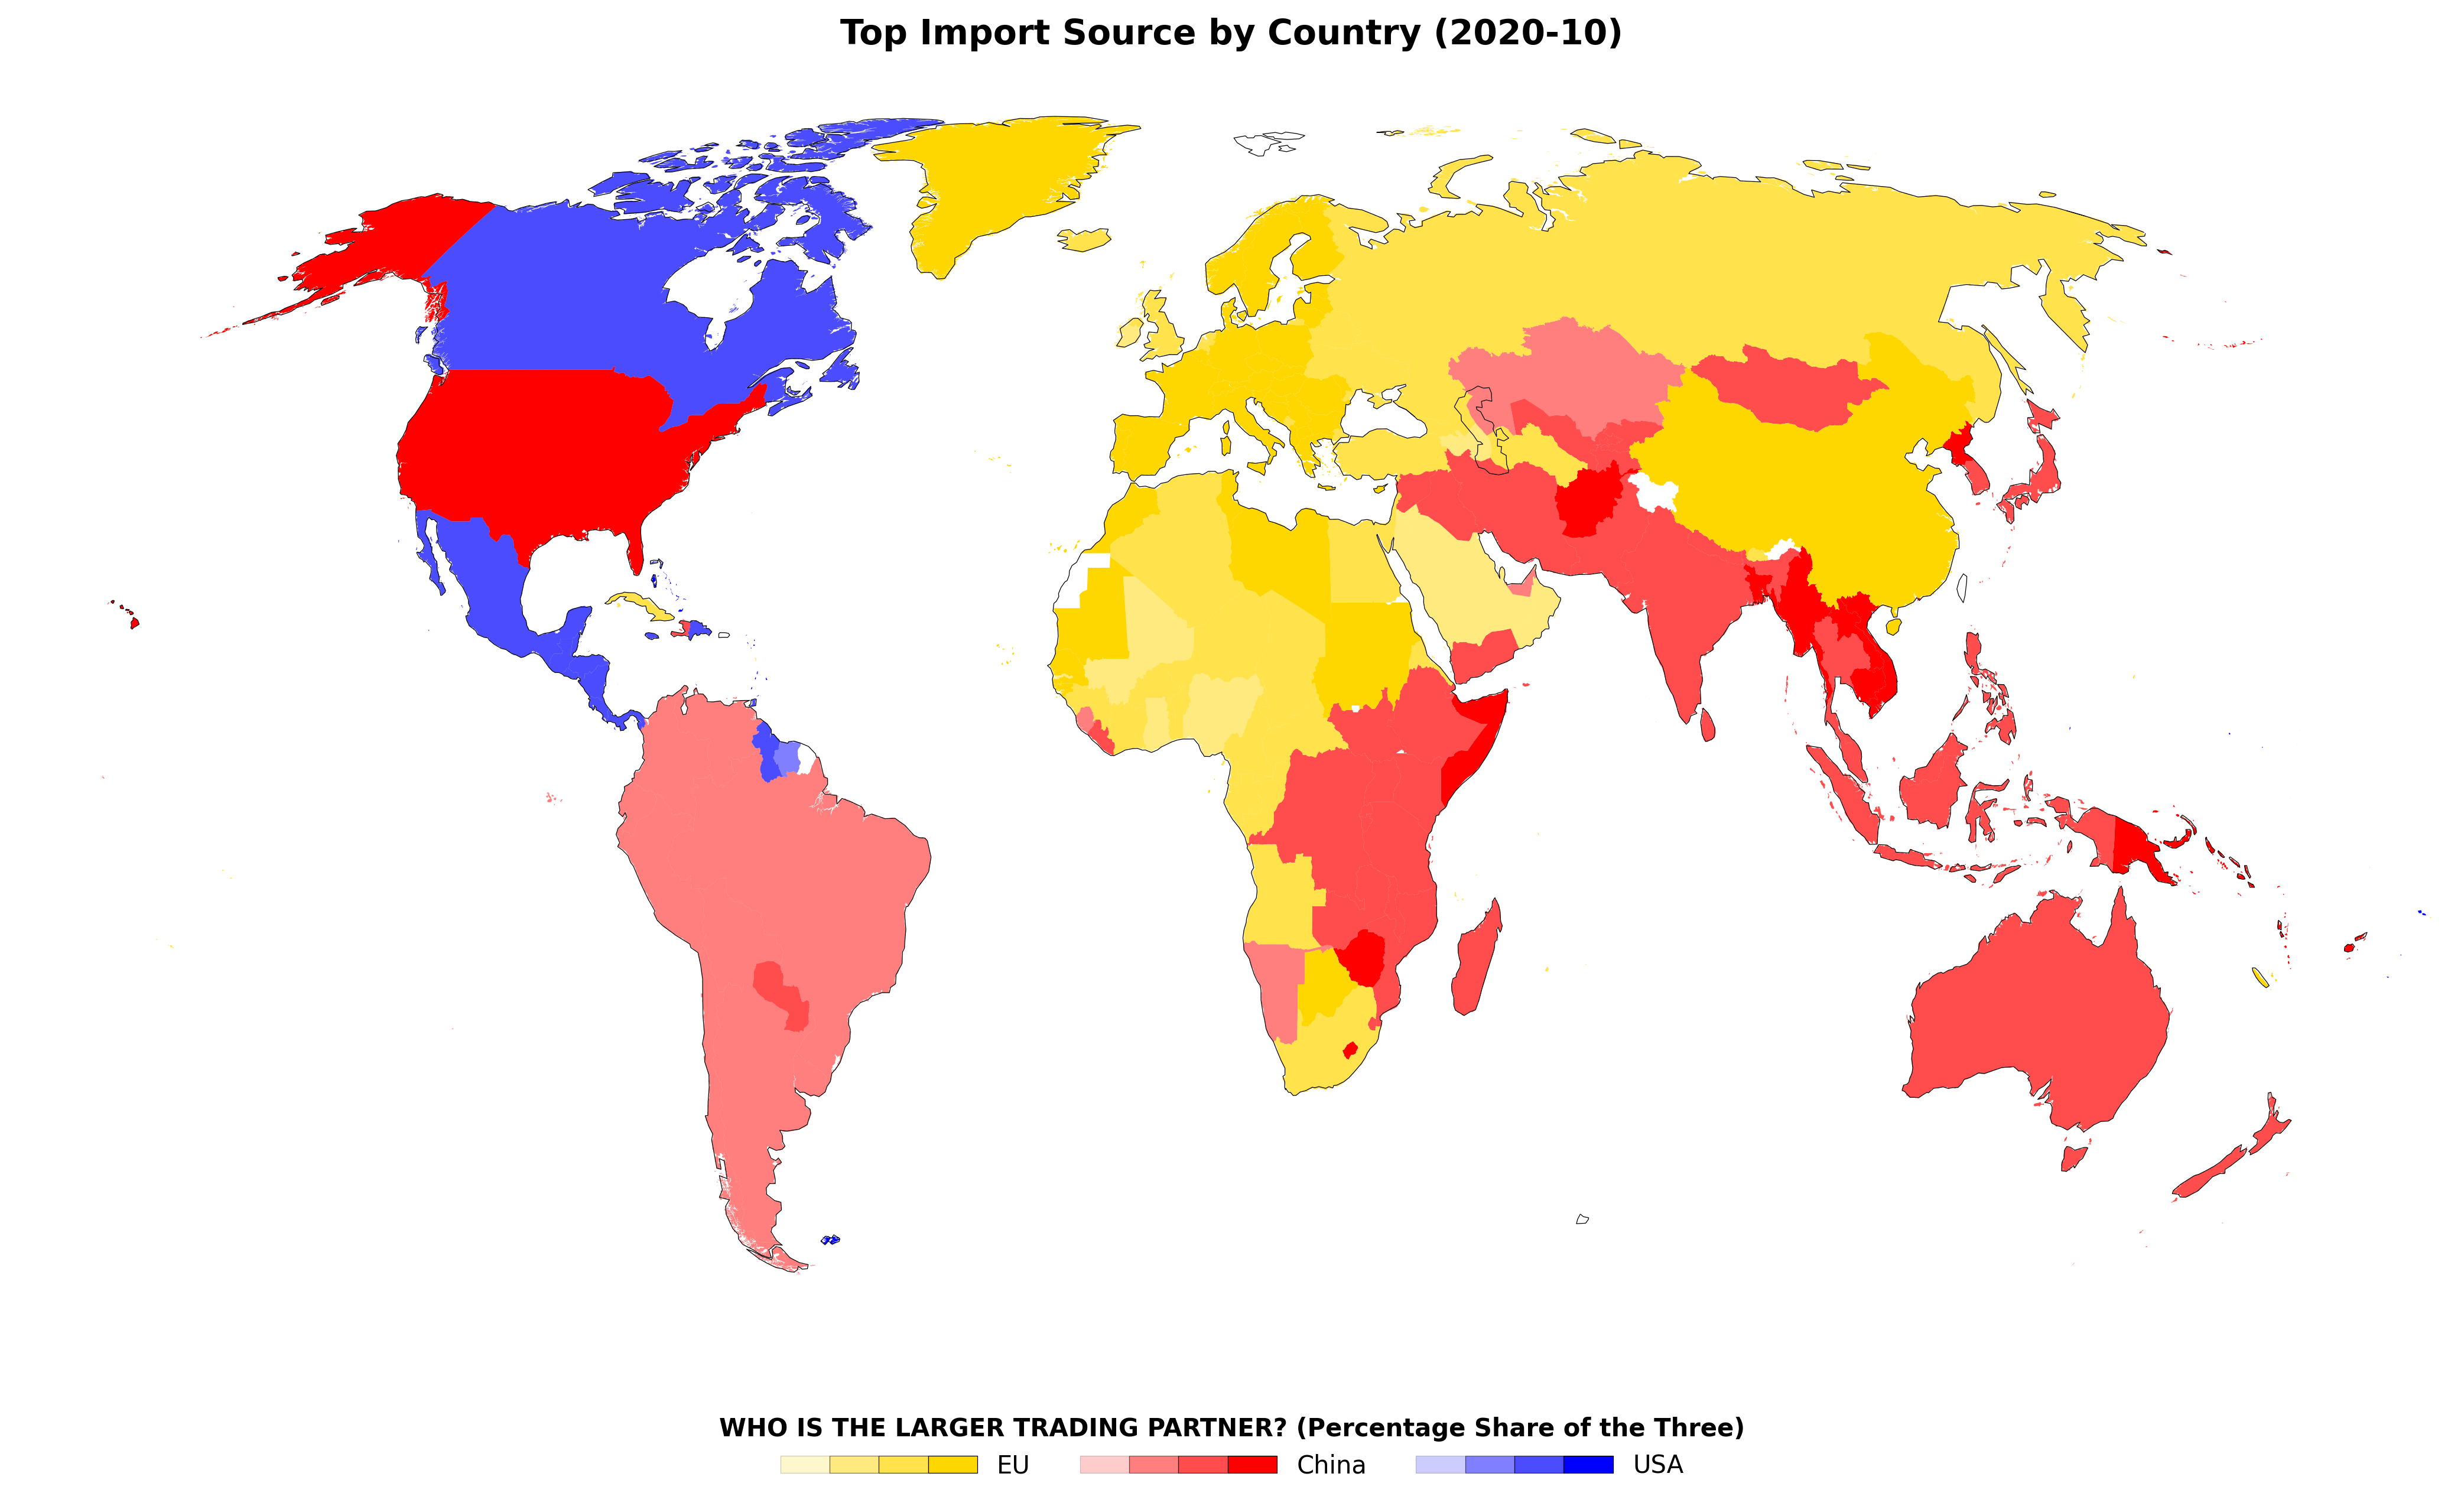 Top Import Source by Country (2020-10)
WHO IS THE LARGER TRADING PARTNER? (Percentage Share of the Three)
EU China USA